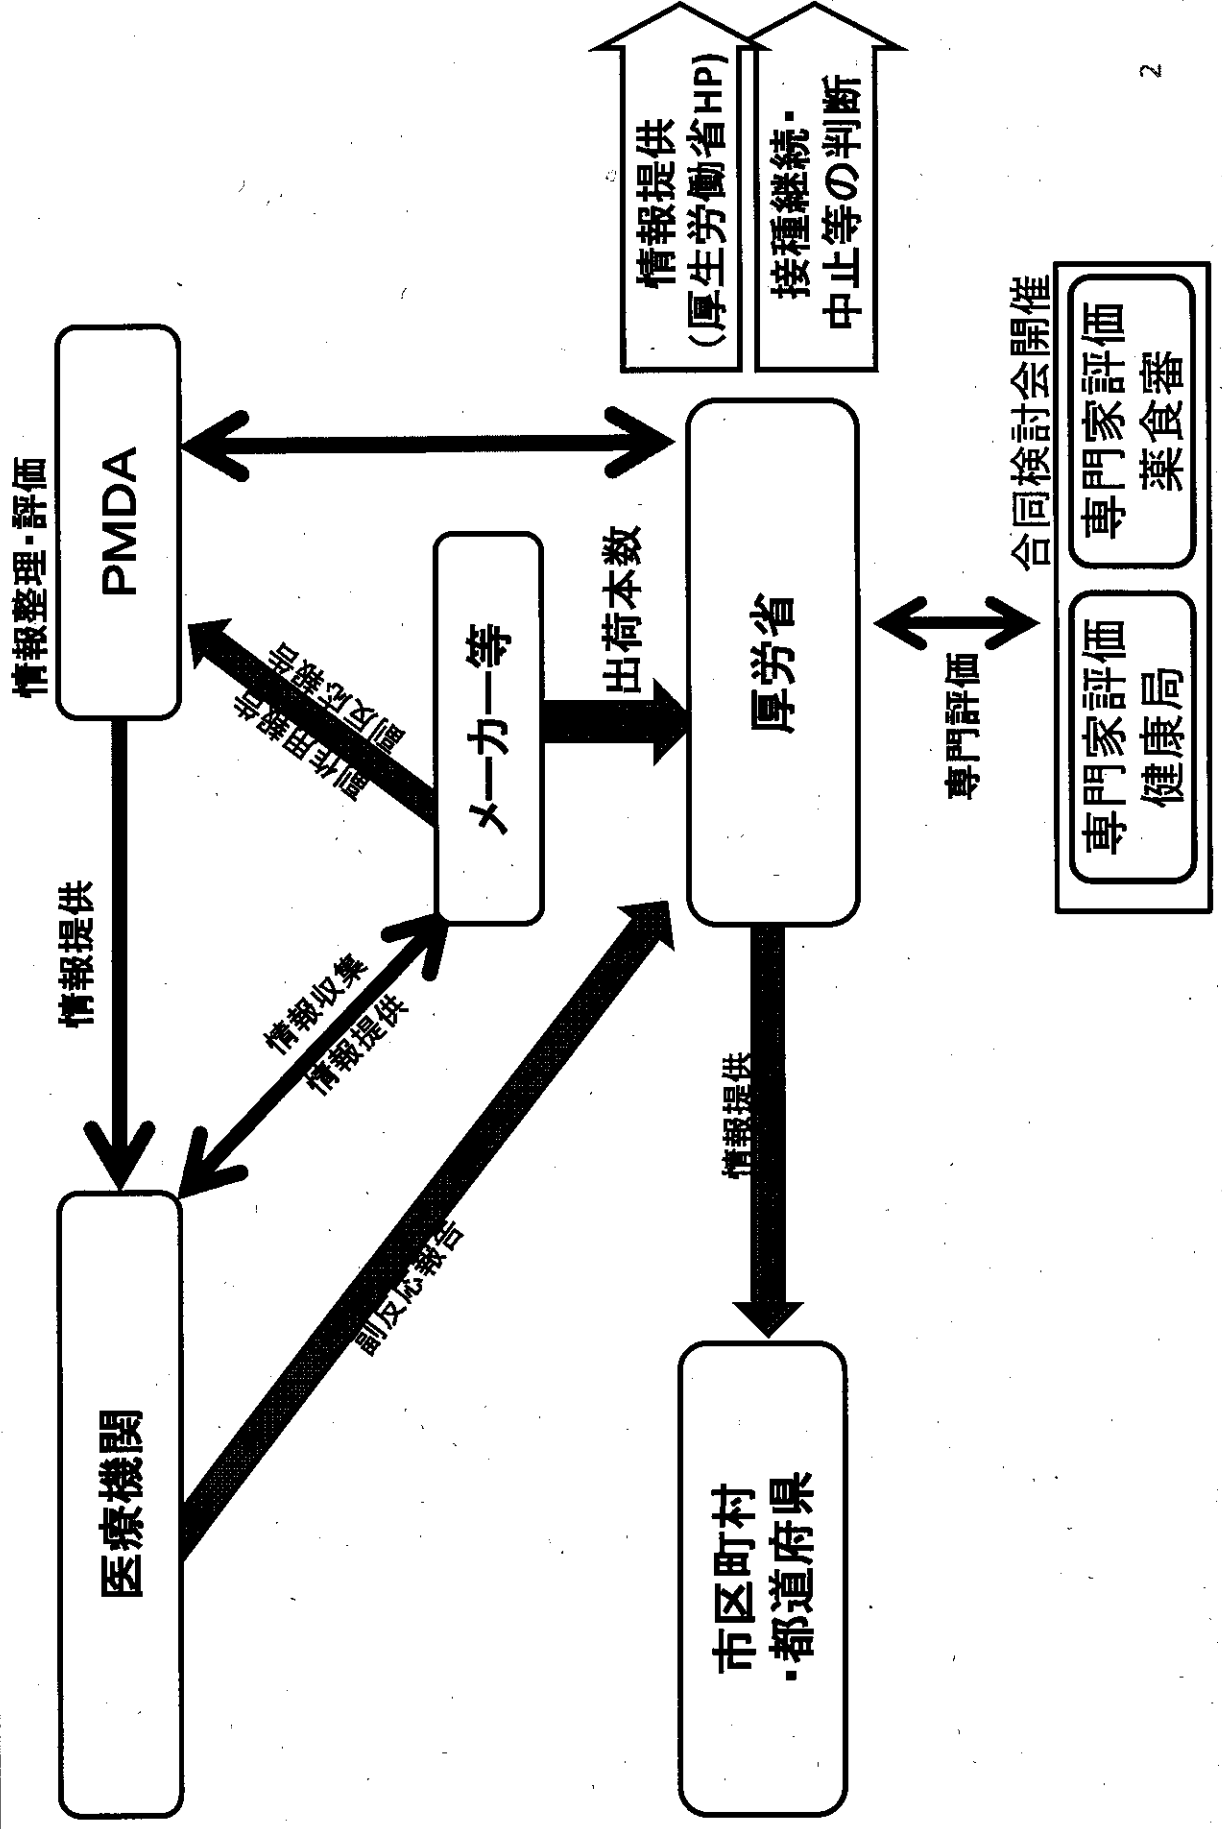 情報整理・評価
医療機関
情報提供
PMDA
情報収集
情報提供
副作用報告
副反応報告
メーカー等
副反応報告
出荷本数
市区町村
・都道府県
情報提供
厚労省
情報提供
(厚生労働省HP)
接種継続・
中止等の判断
専門評価
合同検討会開催
専門家評価
健康局
専門家評価
薬食審
2